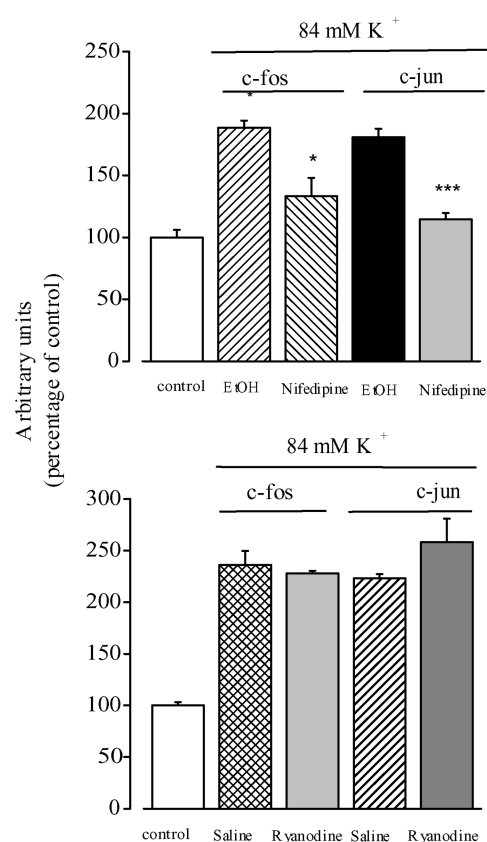 84 mM K +
250
c-fos c-jun
*
200
*
***
150
100
50
0
control EtOH Nifedipine EtOH Nifedipine
Arbitrary units
(percentage of control)
84 mM K +
300
c-fos c-jun
250
200
150
100
50
0
control Saline Ryanodine Saline Ryanodine